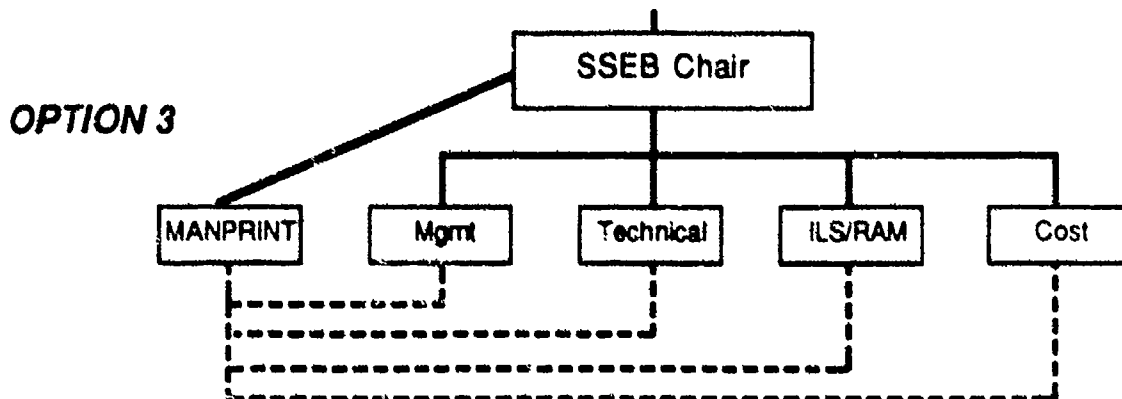 SSEB Chair
OPTION 3
MANPRINT
Mgmt
Technical
ILS/RAM
Cost